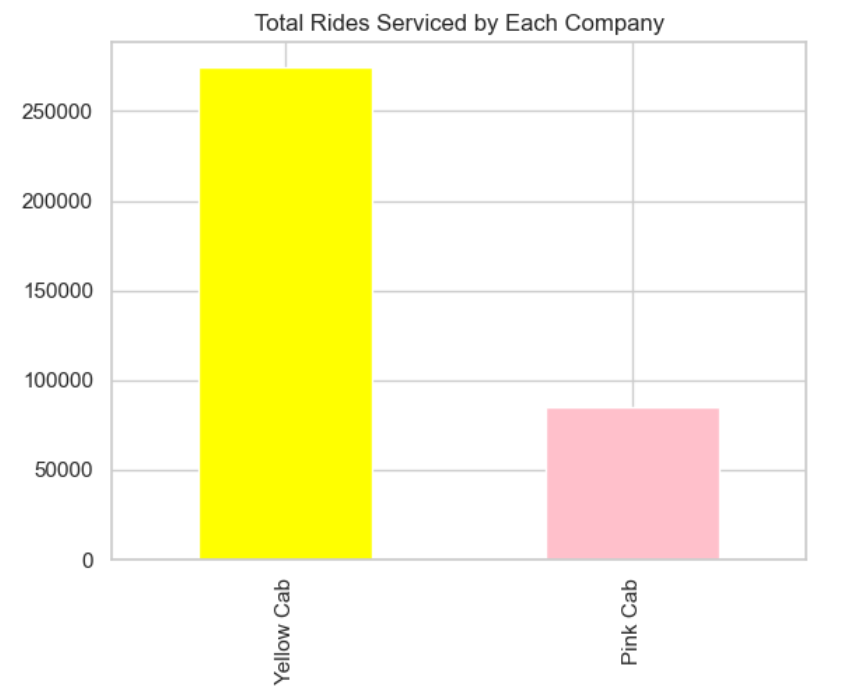 Total Rides Serviced by Each Company
250000
200000
150000
100000
50000
0
Yellow Cab
Pink Cab